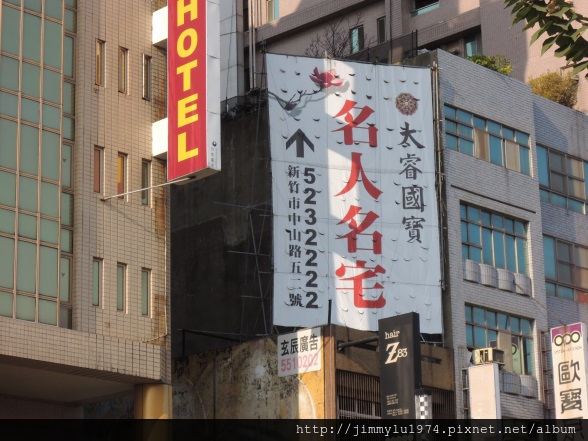 HOTEL
太睿國寶
名人名宅
5232222
新竹市中山路五一號
玄辰廣告
5510202
hair
Z83
歐
http://jimmylu1974.pixnet.net/album